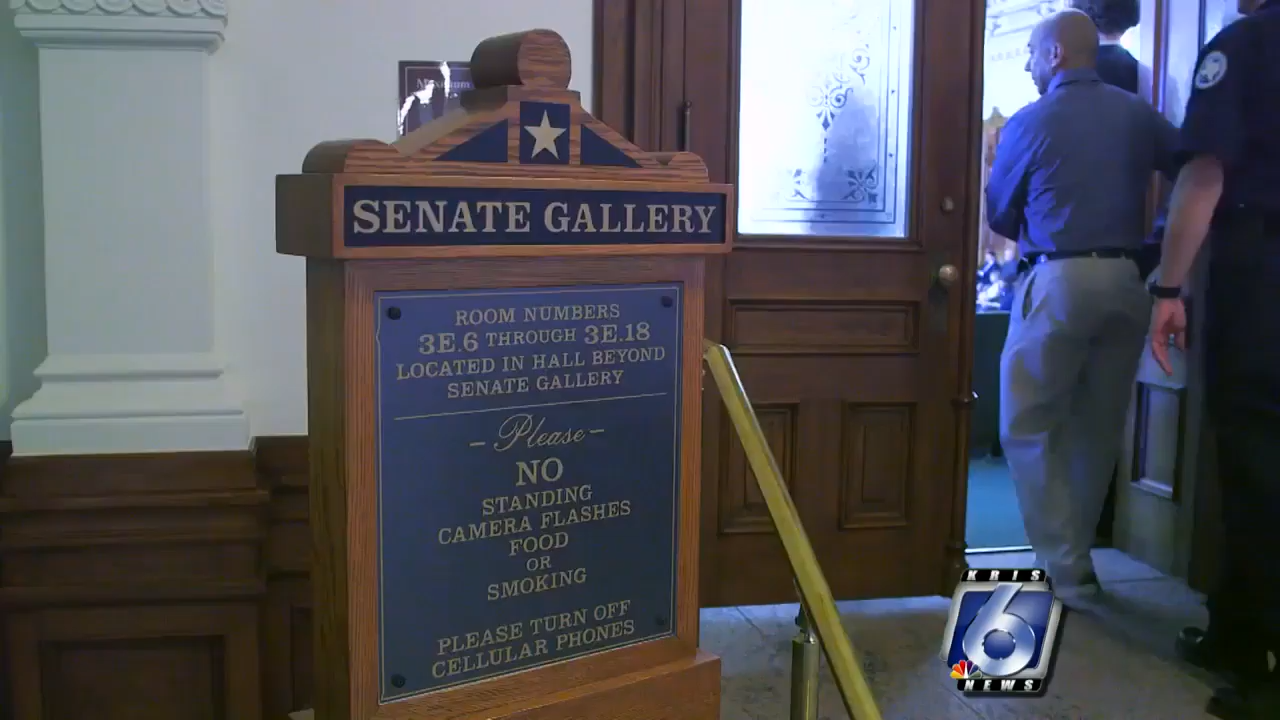 SENATE GALLERY
ROOM NUMBERS
3E.6 THROUGH 3E.18
LOCATED IN HALL BEYOND
SENATE GALLERY
- Please -
NO
STANDING
CAMERA FLASHES
FOOD
OR
SMOKING
PLEASE TURN OFF
CELLULAR PHONES
KRIS
6
NEWS